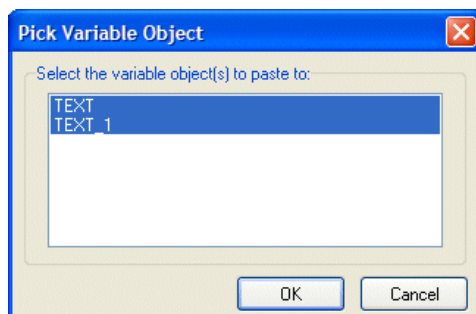 Pick Variable Object
Select the variable object(s) to paste to:
TEXT
TEXT_1
OK Cancel